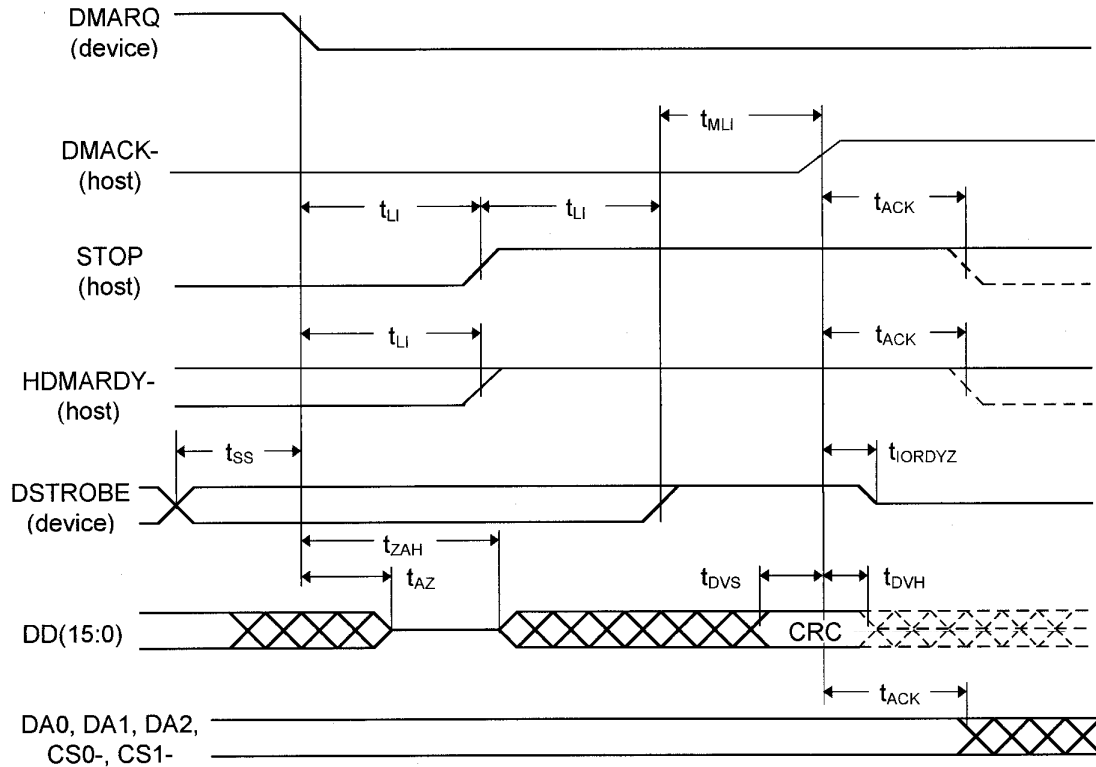 DMARQ
(device)
tMLI
DMACK-
(host)
tLI
tLI
tACK
STOP
(host)
tLI
tACK
HDMARDY-
(host)
tSS
tIORDYZ
DSTROBE
(device)
tZAH
tAZ
tDVS
tDVH
DD(15:0)
CRC
tACK
DA0, DA1, DA2,
CS0-, CS1-